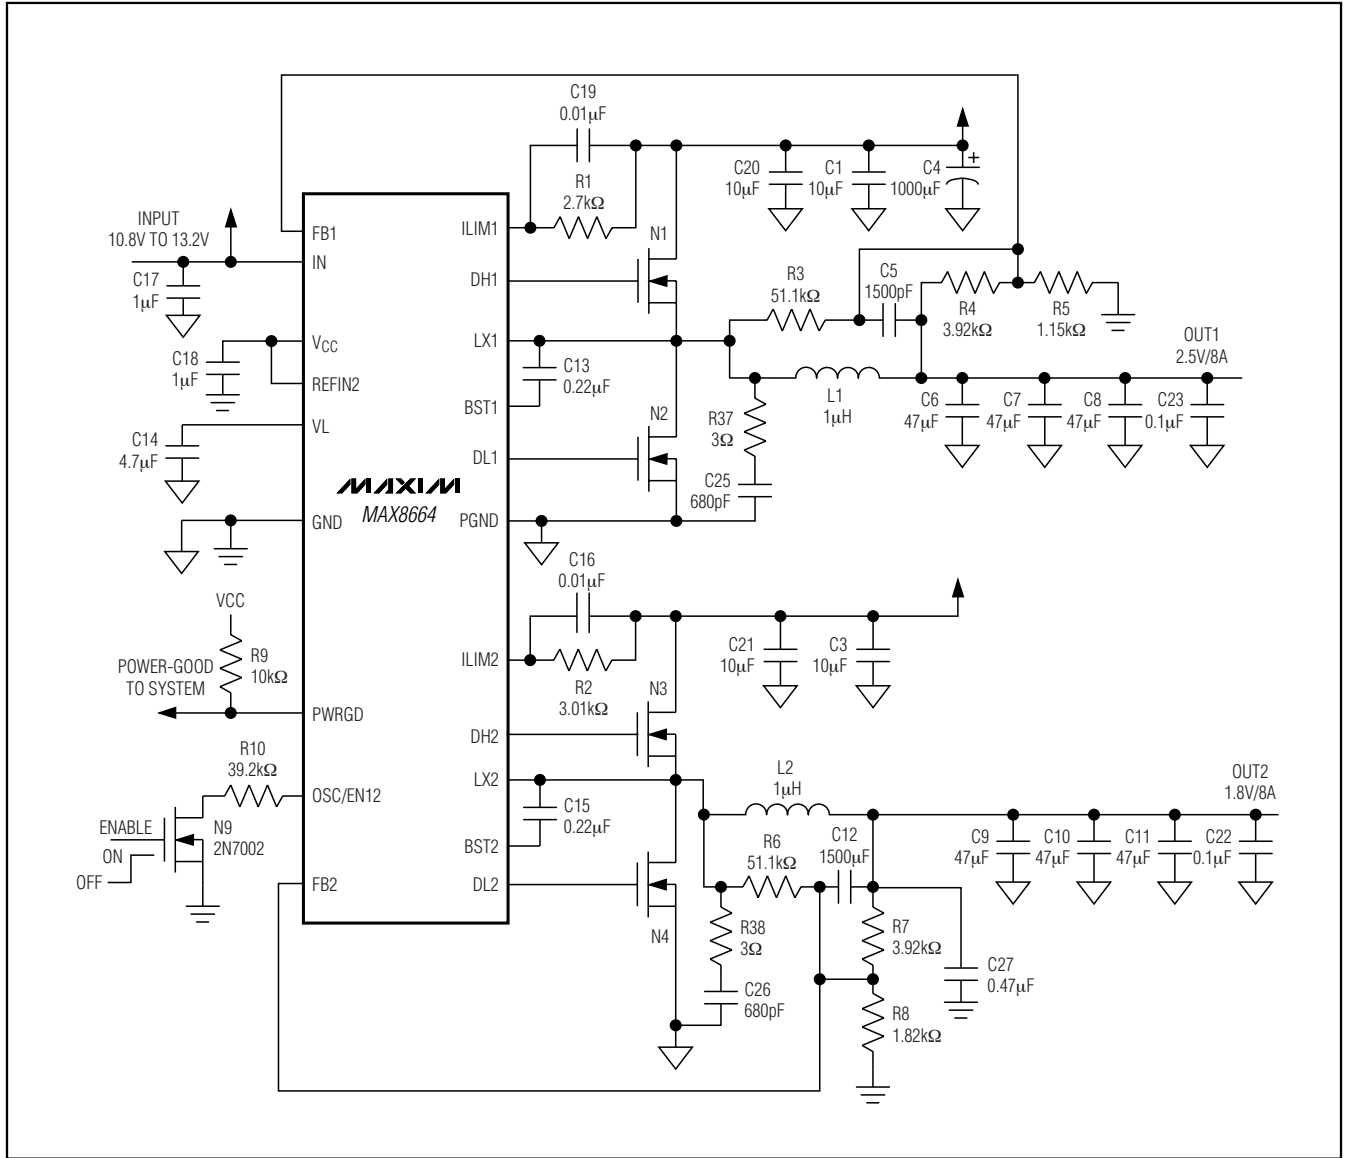 C19
0.01µF
R1
2.7kΩ
C20
10µF
C1
10µF
C4
1000µF
+
INPUT
10.8V TO 13.2V
C17
1µF
C18
1µF
C14
4.7µF
FB1
IN
VCC
REFIN2
VL
GND
PWRGD
OSC/EN12
FB2
MAXIM
MAX8664
ILIM1
DH1
LX1
BST1
DL1
PGND
ILIM2
DH2
LX2
BST2
DL2
N1
R3
51.1kΩ
C5
1500pF
R4
3.92kΩ
R5
1.15kΩ
OUT1
2.5V/8A
C13
0.22µF
N2
R37
3Ω
L1
1µH
C25
680pF
C6
47µF
C7
47µF
C8
47µF
C23
0.1µF
C16
0.01µF
R2
3.01kΩ
C21
10µF
C3
10µF
N3
VCC
R9
10kΩ
POWER-GOOD
TO SYSTEM
R10
39.2kΩ
ENABLE
ON
OFF
N9
2N7002
C15
0.22µF
L2
1µH
OUT2
1.8V/8A
R6
51.1kΩ
C12
1500µF
C9
47µF
C10
47µF
C11
47µF
C22
0.1µF
N4
R38
3Ω
C26
680pF
R7
3.92kΩ
C27
0.47µF
R8
1.82kΩ